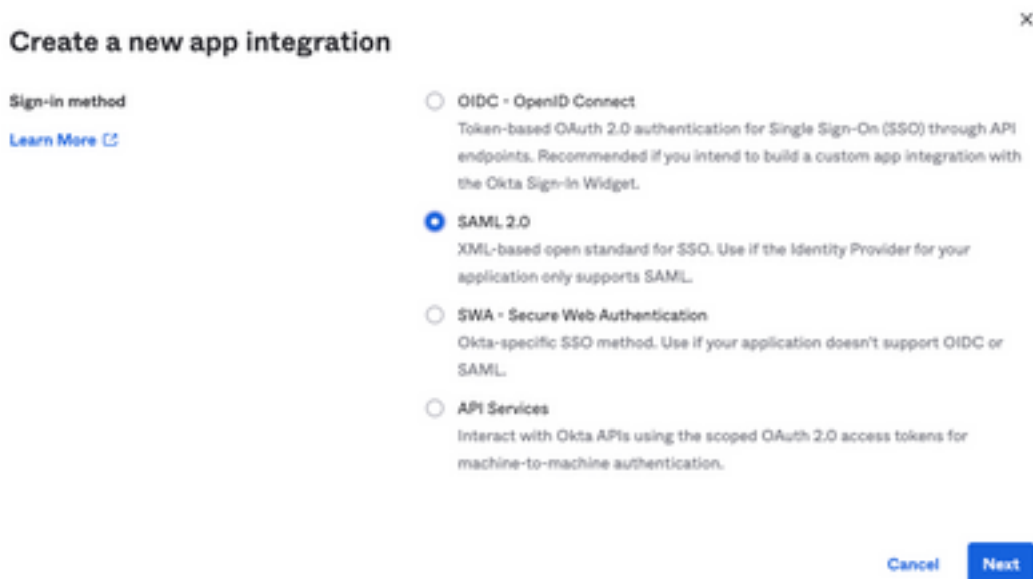 Create a new app integration
Sign-in method
Learn More
OIDC - OpenID Connect
Token-based OAuth 2.0 authentication for Single Sign-On (SSO) through API
endpoints. Recommended if you intend to build a custom app integration with
the Okta Sign-In Widget.
SAML 2.0
XML-based open standard for SSO. Use if the Identity Provider for your
application only supports SAML.
SWA - Secure Web Authentication
Okta-specific SSO method. Use if your application doesn't support OIDC or
SAML.
API Services
Interact with Okta APIs using the scoped OAuth 2.0 access tokens for
machine-to-machine authentication.
Cancel
Next